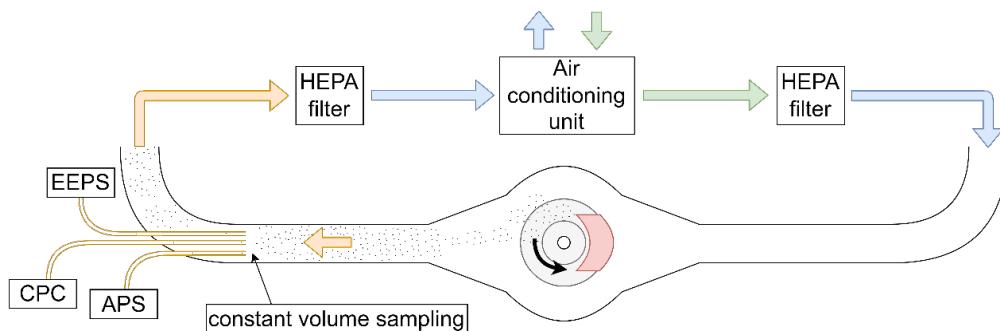 HEPA
filter
Air
conditioning
unit
HEPA
filter
EEPS
CPC
APS
constant volume sampling